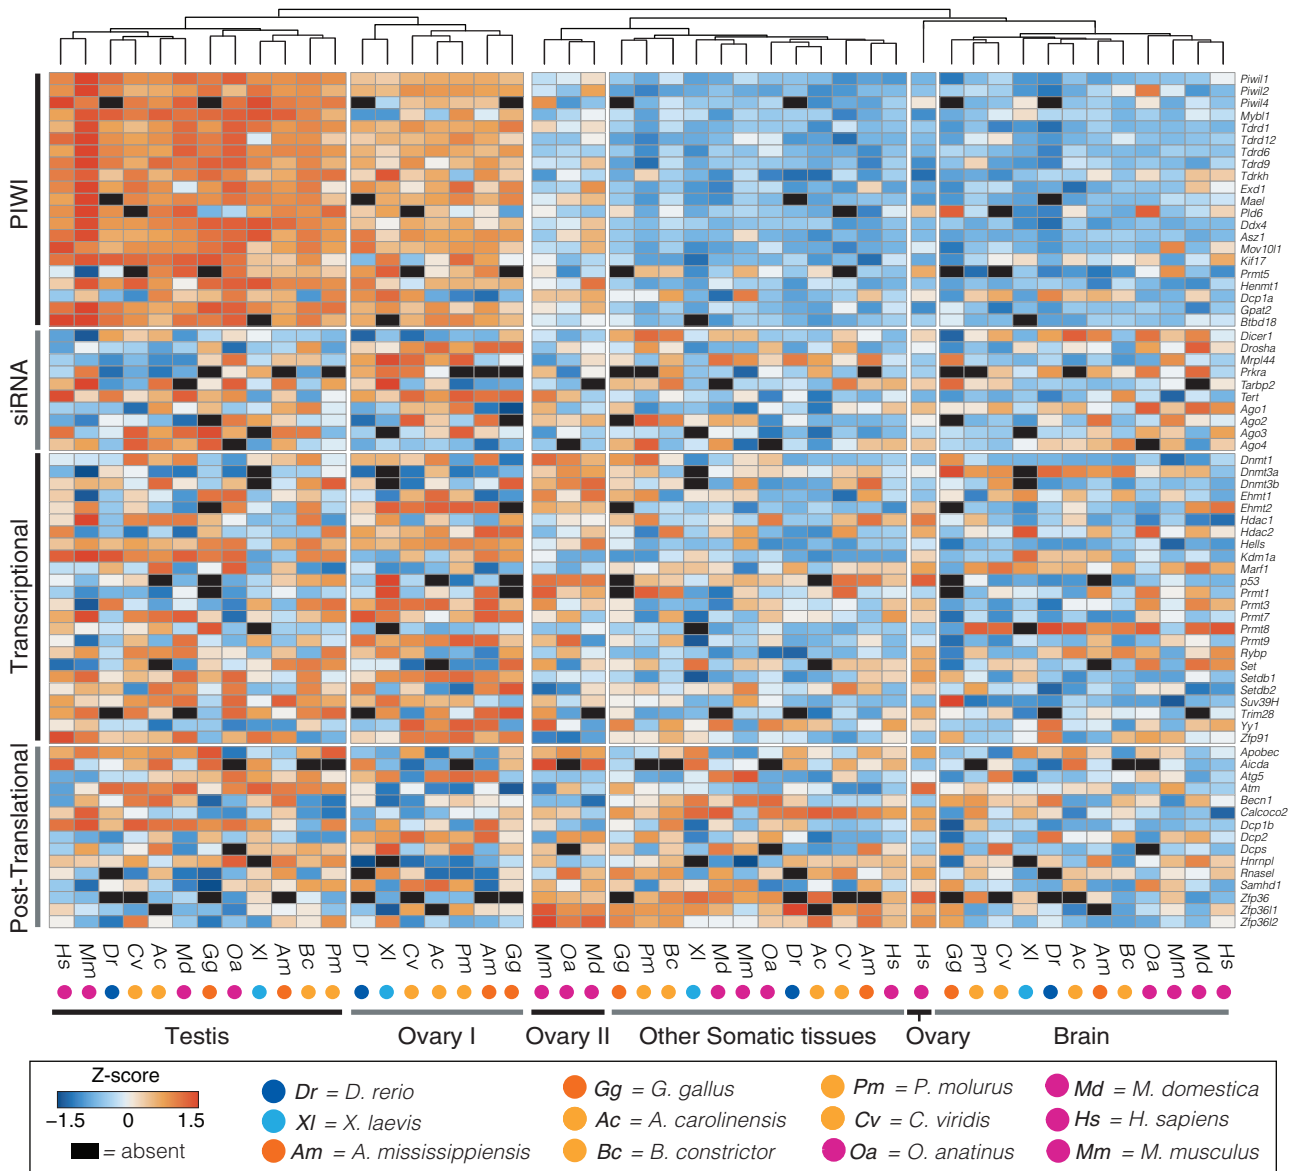 PIWI
Piwil1
Piwil2
Piwil4
Mybl1
Tdrd1
Tdrd12
Tdrd6
Tdrd9
Tdrkh
Exd1
Mael
Pld6
Ddx4
Asz1
Mov10l1
Kif17
Prmt5
Henmt1
Dcp1a
Gpat2
Btbd18
siRNA
Dicer1
Drosha
Mrpl44
Prkra
Tarbp2
Tert
Ago1
Ago2
Ago3
Ago4
Transcriptional
Dnmt1
Dnmt3a
Dnmt3b
Ehmt1
Ehmt2
Hdac1
Hdac2
Hells
Kdm1a
Marf1
p53
Prmt1
Prmt3
Prmt7
Prmt8
Prmt9
Rybp
Set
Setdb1
Setdb2
Suv39H
Trim28
Yy1
Zfp91
Post-Translational
Apobec
Aicda
Atg5
Atm
Becn1
Calcoco2
Dcp1b
Dcp2
Dcps
Hnrnpl
Rnasel
Samhd1
Zfp36
Zfp36l1
Zfp36l2
Hs Mm Dr Cv Ac Md Gg Oa Xl Am Bc Pm Dr Xl Cv Ac Pm Am Gg Mm Oa Md Gg Pm Bc Xl Md Mm Oa Dr Ac Cv Am Hs Hs Gg Pm Cv Xl Dr Ac Am Bc Oa Mm Md Hs
Testis Ovary I Ovary II Other Somatic tissues Ovary Brain
Z-score
−1.5 0 1.5
= absent
Dr = D. rerio
Xl = X. laevis
Am = A. mississippiensis
Gg = G. gallus
Ac = A. carolinensis
Bc = B. constrictor
Pm = P. molurus
Cv = C. viridis
Oa = O. anatinus
Md = M. domestica
Hs = H. sapiens
Mm = M. musculus